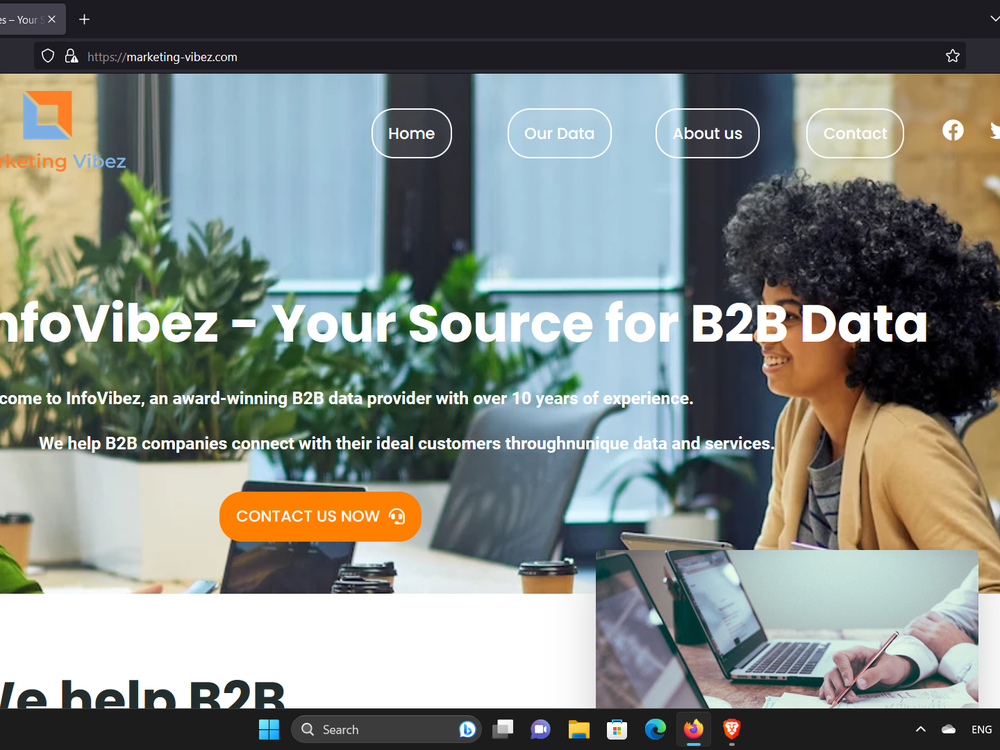 es – Your S
https://marketing-vibez.com
Home
Our Data
About us
Contact
rketing Vibez
nfoVibez – Your Source for B2B Data
come to InfoVibez, an award-winning B2B data provider with over 10 years of experience.
We help B2B companies connect with their ideal customers throughnunique data and services.
CONTACT US NOW
We help B2B
Search
ENG